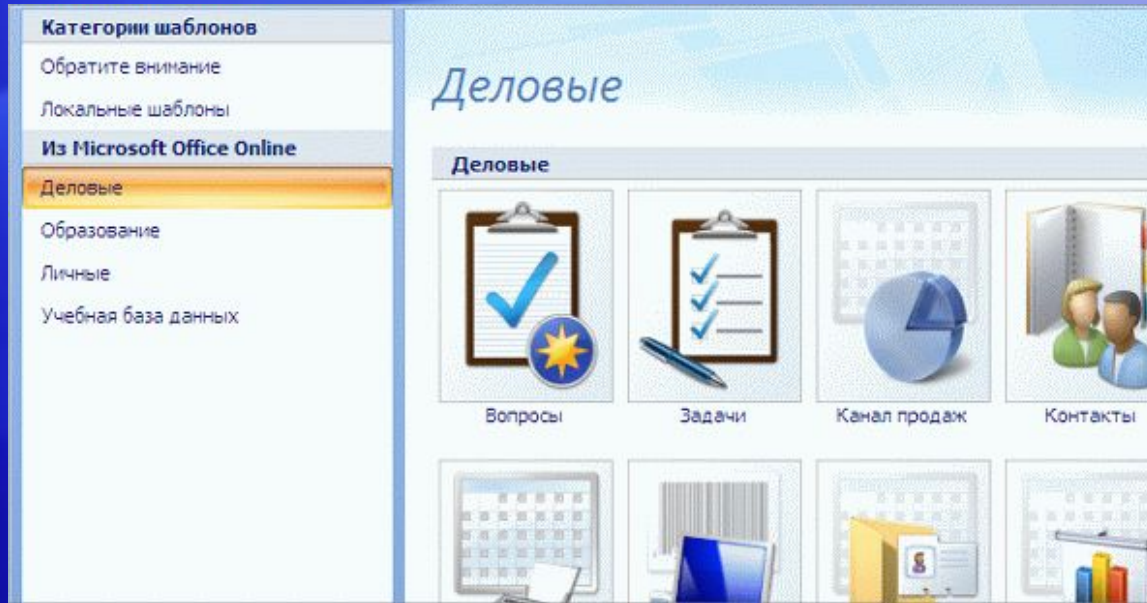 Категории шаблонов
Обратите внимание
Локальные шаблоны
Из Microsoft Office Online
Деловые
Образование
Личные
Учебная база данных
Деловые
Деловые
Вопросы
Задачи
Канал продаж
Контакты